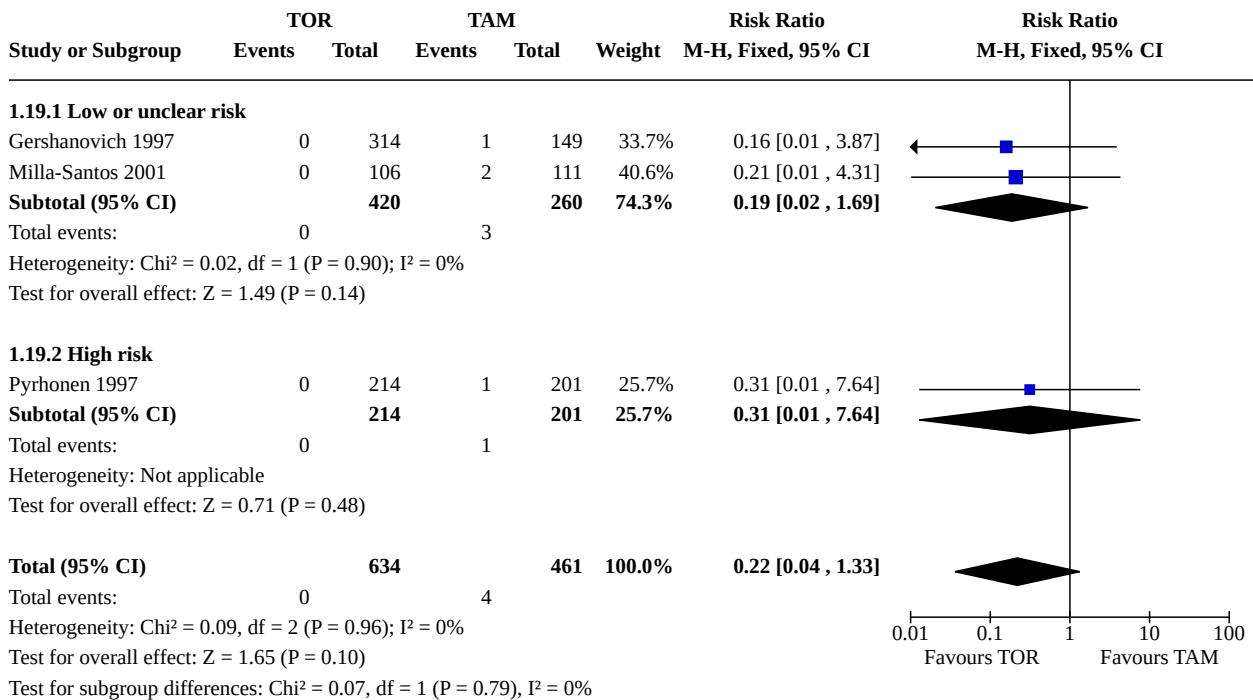 TOR TAM Risk Ratio Risk Ratio
Study or Subgroup Events Total Events Total Weight M-H, Fixed, 95% CI M-H, Fixed, 95% CI
1.19.1 Low or unclear risk
Gershanovich 1997 0 314 1 149 33.7% 0.16 [0.01 , 3.87]
Milla-Santos 2001 0 106 2 111 40.6% 0.21 [0.01 , 4.31]
Subtotal (95% CI) 420 260 74.3% 0.19 [0.02 , 1.69]
Total events: 0 3
Heterogeneity: Chi² = 0.02, df = 1 (P = 0.90); I² = 0%
Test for overall effect: Z = 1.49 (P = 0.14)
1.19.2 High risk
Pyrhonen 1997 0 214 1 201 25.7% 0.31 [0.01 , 7.64]
Subtotal (95% CI) 214 201 25.7% 0.31 [0.01 , 7.64]
Total events: 0 1
Heterogeneity: Not applicable
Test for overall effect: Z = 0.71 (P = 0.48)
Total (95% CI) 634 461 100.0% 0.22 [0.04 , 1.33]
Total events: 0 4
Heterogeneity: Chi² = 0.09, df = 2 (P = 0.96); I² = 0% 0.01 0.1 1 10 100
Test for overall effect: Z = 1.65 (P = 0.10) Favours TOR Favours TAM
Test for subgroup differences: Chi² = 0.07, df = 1 (P = 0.79), I² = 0%